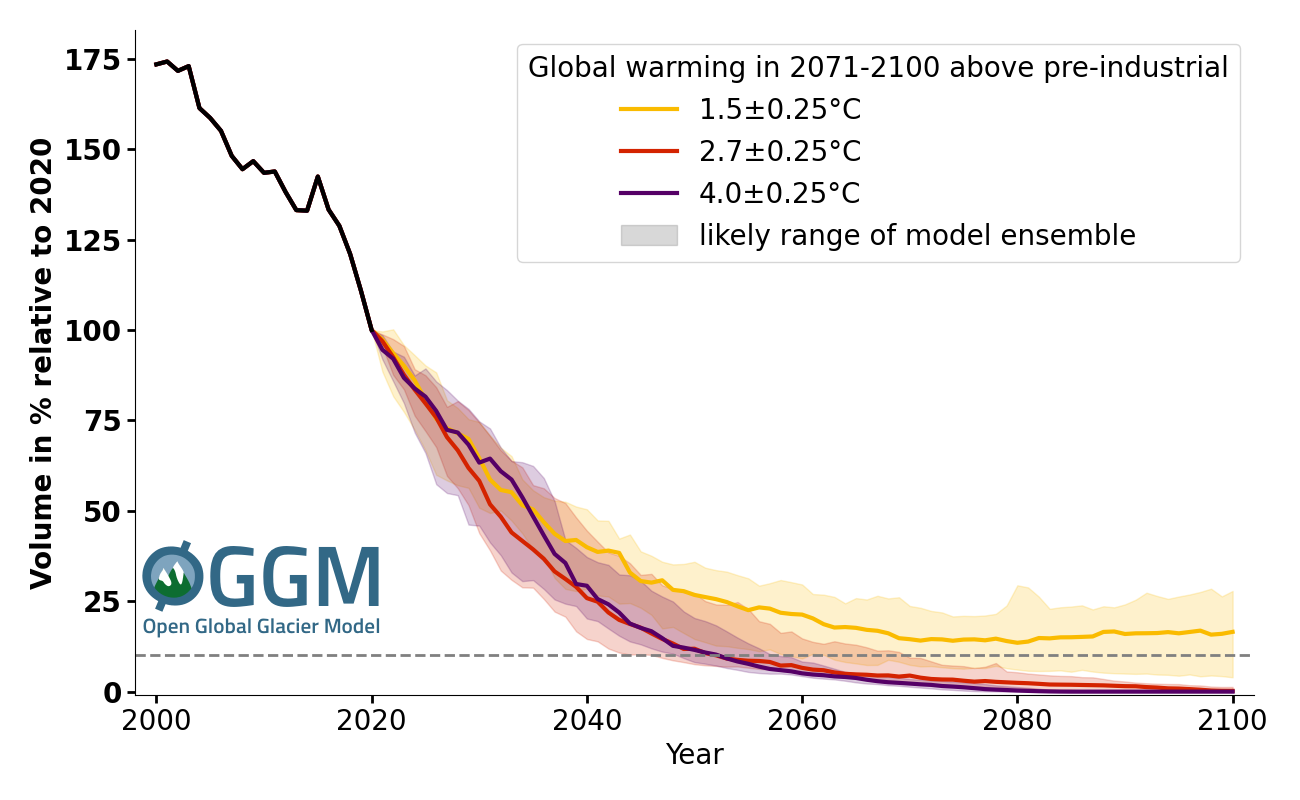 Global warming in 2071-2100 above pre-industrial
1.5±0.25°C
2.7±0.25°C
4.0±0.25°C
likely range of model ensemble
Volume in % relative to 2020
175
150
125
100
75
50
25
0
OGGM
Open Global Glacier Model
2000 2020 2040 2060 2080 2100
Year